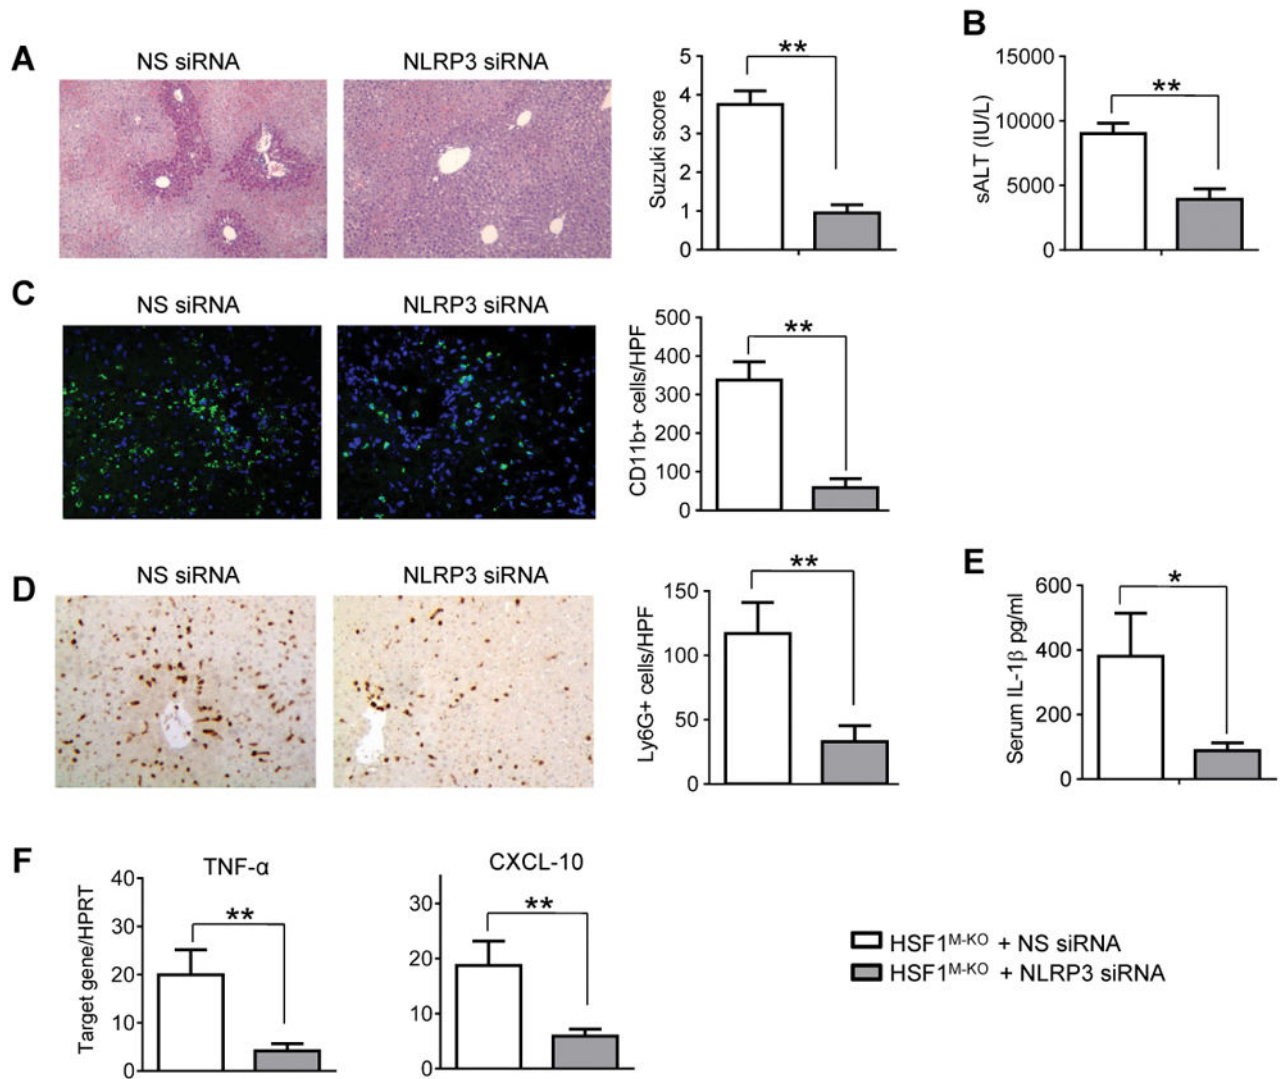 A
NS siRNA
NLRP3 siRNA
Suzuki score
5
4
3
2
1
0
**
B
sALT (IU/L)
15000
10000
5000
0
**
C
NS siRNA
NLRP3 siRNA
CD11b+ cells/HPF
500
400
300
200
100
0
**
D
NS siRNA
NLRP3 siRNA
Ly6G+ cells/HPF
150
100
50
0
**
E
Serum IL-1β pg/ml
600
400
200
0
*
F
TNF-α
Target gene/HPRT
40
30
20
10
0
**
CXCL-10
30
20
10
0
**
HSF1M-KO + NS siRNA
HSF1M-KO + NLRP3 siRNA